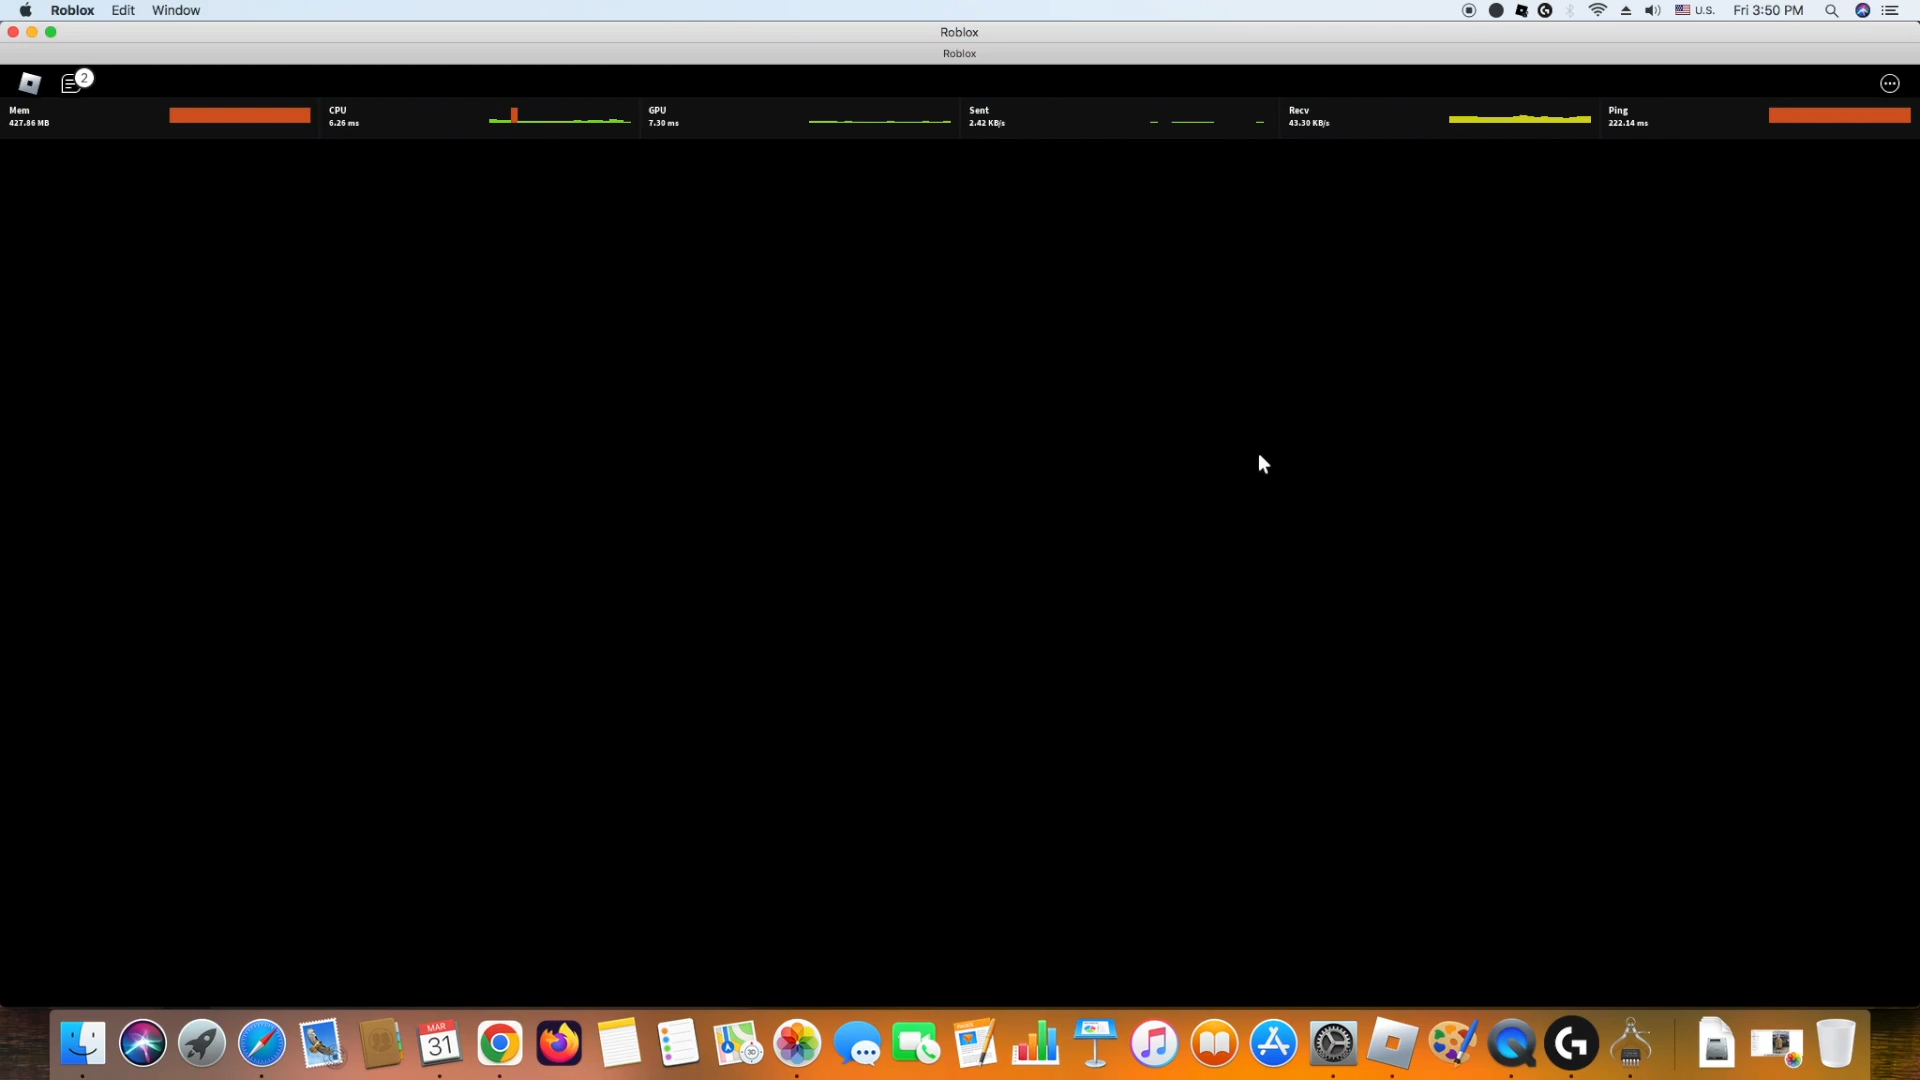 Roblox Edit Window U.S. Fri 3:50 PM
Roblox
Roblox
2
Mem CPU GPU Sent Recv Ping
427.86 MB 6.26 ms 7.30 ms 2.42 KB/s 43.30 KB/s 222.14 ms
MAR
31